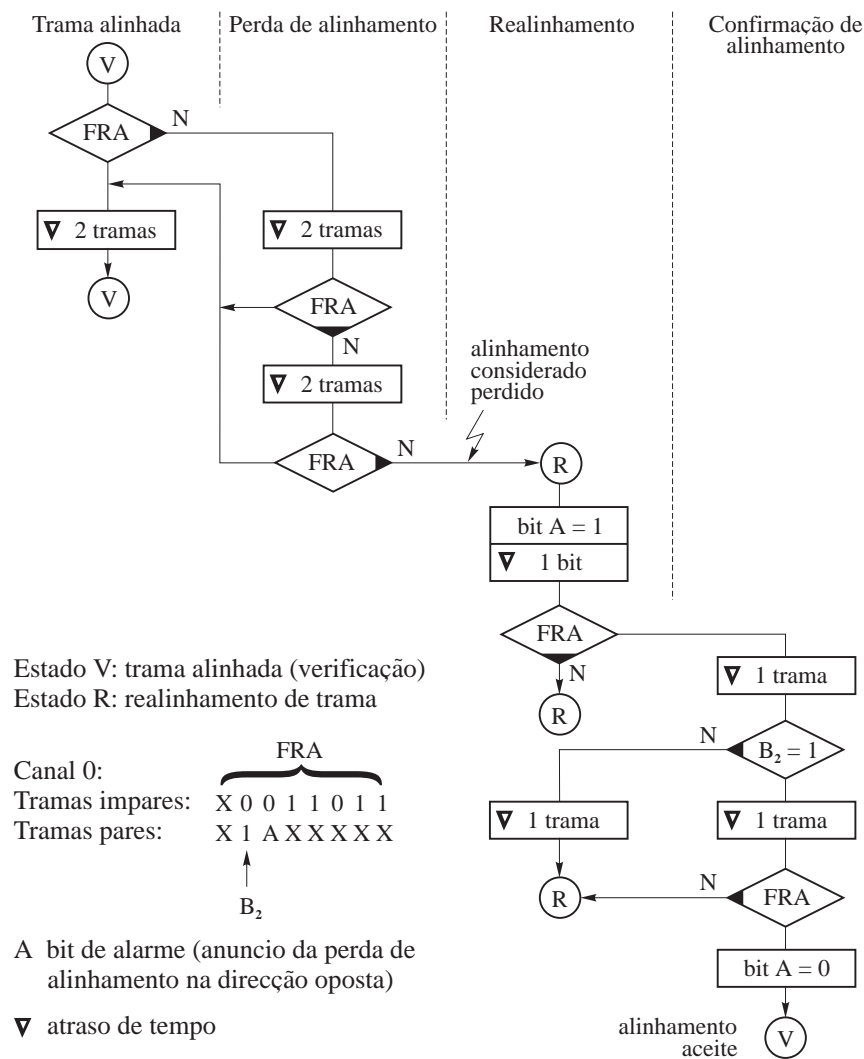 Trama alinhada
Perda de alinhamento
Realinhamento
Confirmação de
alinhamento
V
FRA
N
2 tramas
V
2 tramas
FRA
N
2 tramas
FRA
N
alinhamento
considerado
perdido
R
bit A = 1
1 bit
FRA
N
R
1 trama
B₂ = 1
N
1 trama
1 trama
R
N
FRA
bit A = 0
alinhamento
aceite
V
Estado V: trama alinhada (verificação)
Estado R: realinhamento de trama
FRA
Canal 0:
Tramas impares: X 0 0 1 1 0 1 1
Tramas pares: X 1 A X X X X X
B₂
A bit de alarme (anuncio da perda de
alinhamento na direcção oposta)
atraso de tempo